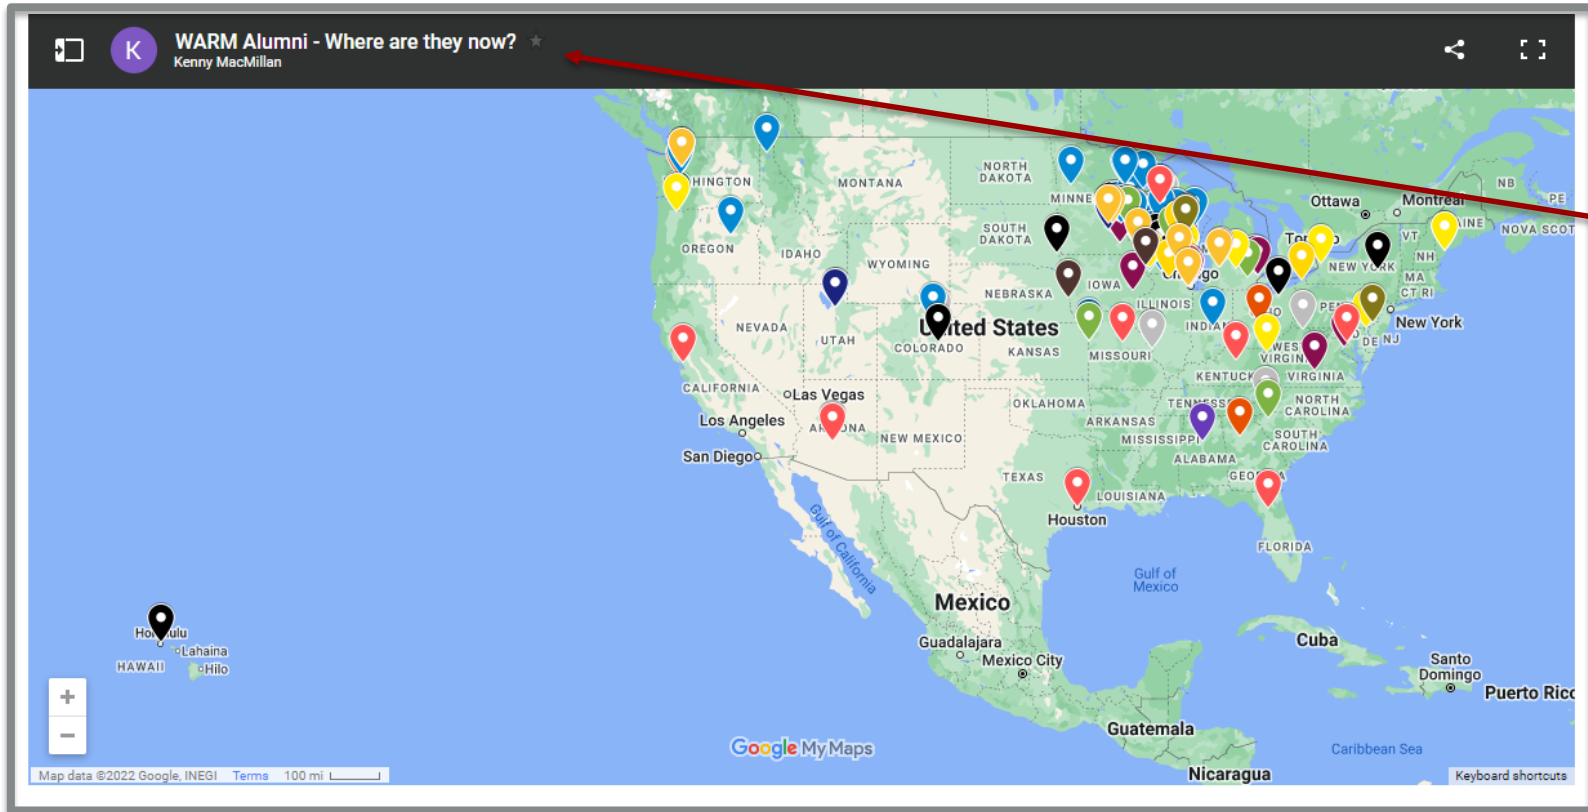 K
WARM Alumni - Where are they now?
Kenny MacMillan
NORTH
DAKOTA
MONTANA
NB
PE
Ottawa
Montreal
NOVA SCOT
VT
SOUTH
DAKOTA
OREGON
IDAHO
WYOMING
NH
NEW YORK
MA
CT RI
NEBRASKA
IOWA
ILLINOIS
New York
NEVADA
UTAH
COLORADO
KANSAS
MISSOURI
WEST
VIRGINIA
DE
NJ
CALIFORNIA
Las Vegas
VIRGINIA
OKLAHOMA
NORTH
CAROLINA
Los Angeles
NEW MEXICO
ARKANSAS
MISSISSIPPI
SOUTH
CAROLINA
San Diego
ALABAMA
TEXAS
LOUISIANA
Houston
FLORIDA
Gulf of
California
Gulf of
Mexico
Mexico
Guadalajara
Mexico City
Cuba
Santo
Domingo
Puerto Rico
Lahaina
HAWAII
Hilo
+
−
Guatemala
Caribbean Sea
Google My Maps
Nicaragua
Map data ©2022 Google, INEGI
Terms
100 mi
Keyboard shortcuts